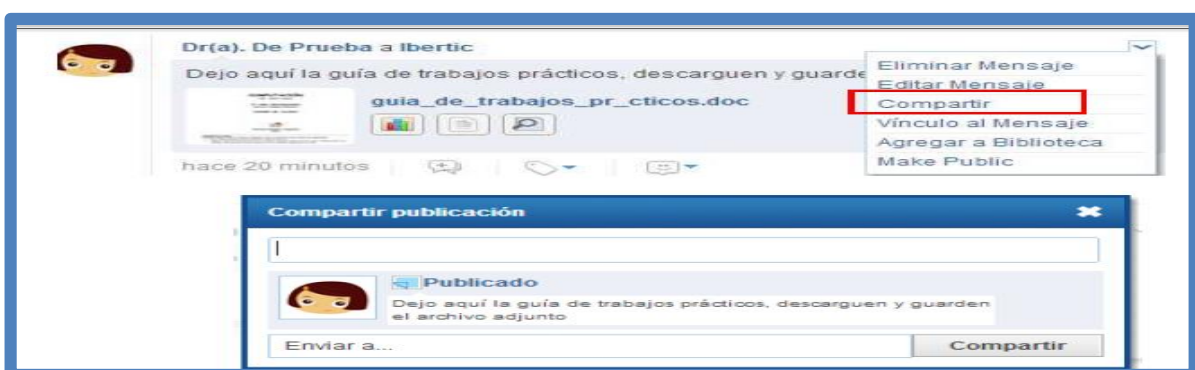 Dr(a). De Prueba a Ibertic
Dejo aquí la guía de trabajos prácticos, descarguen y guarde
guia_de_trabajos_pr_cticos.doc
hace 20 minutos
Eliminar Mensaje
Editar Mensaje
Compartir
Vínculo al Mensaje
Agregar a Biblioteca
Make Public
Compartir publicación
Publicado
Dejo aquí la guía de trabajos prácticos, descarguen y guarden
el archivo adjunto
Enviar a...
Compartir